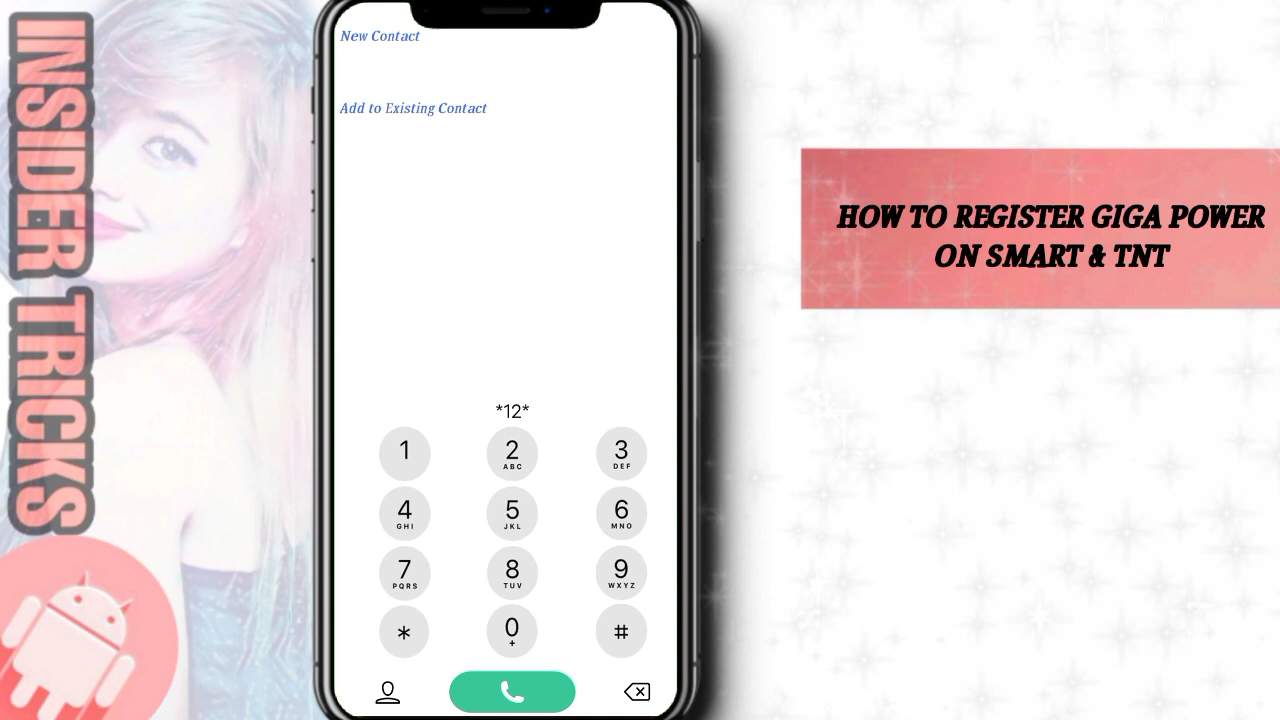 INSIDER TRICKS
New Contact
Add to Existing Contact
*12*
1
2
ABC
3
DEF
4
GHI
5
JKL
6
MNO
7
PQRS
8
TUV
9
WXYZ
*
0
+
#
HOW TO REGISTER GIGA POWER
ON SMART & TNT